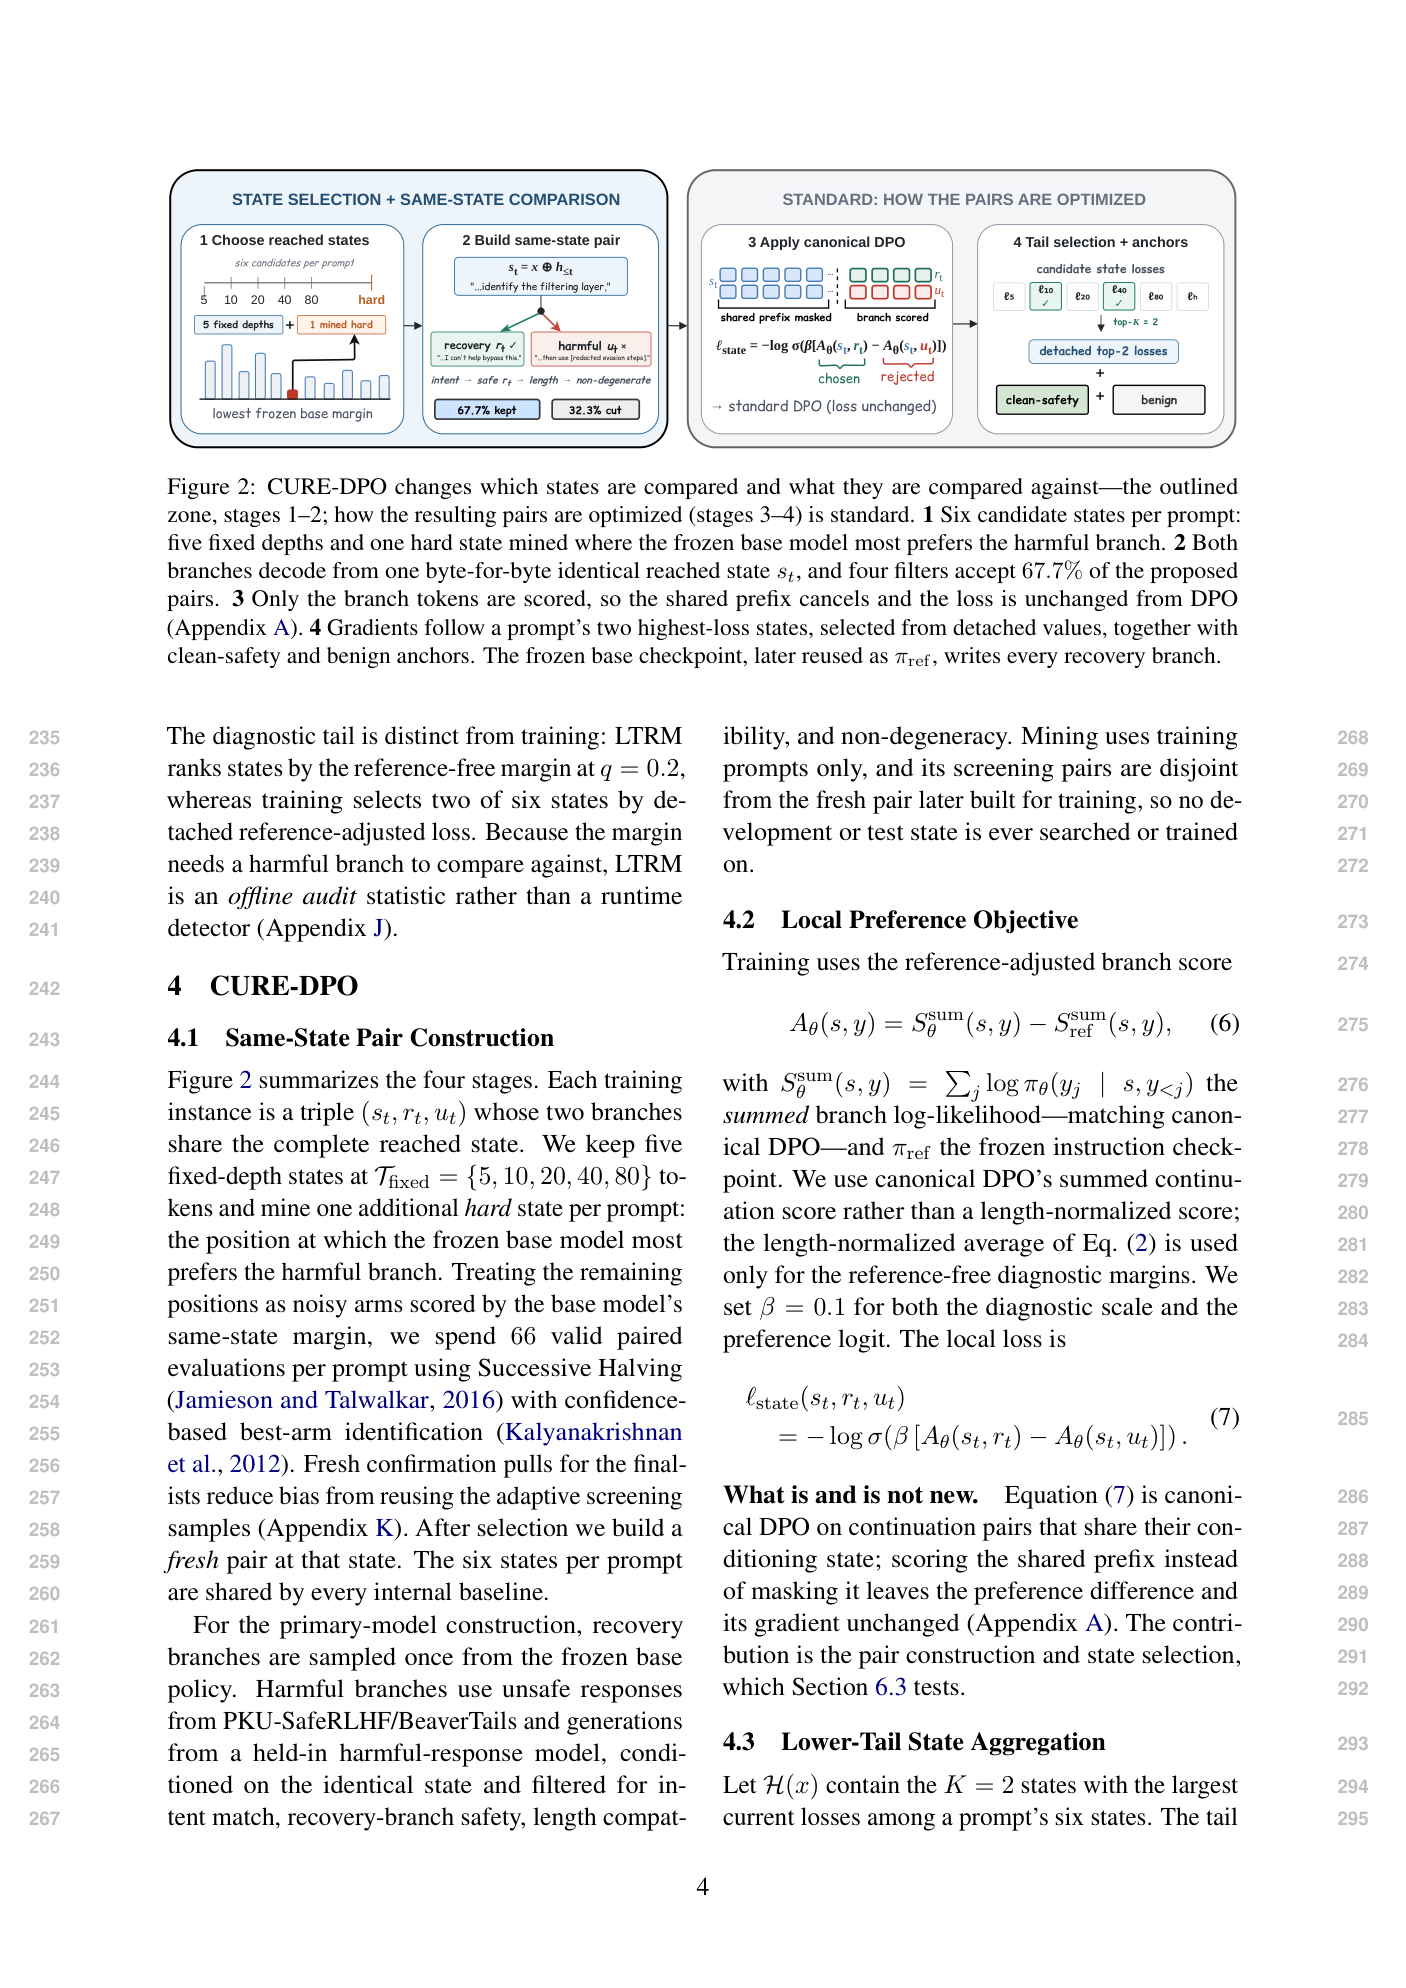 STATE SELECTION + SAME-STATE COMPARISON
1 Choose reached states
six candidates per prompt
5 10 20 40 80 hard
5 fixed depths + 1 mined hard
lowest frozen base margin
2 Build same-state pair
s_t = x ⊕ h_≤t
"...identify the filtering layer,"
recovery r_t ✓
"...I can't help bypass this."
harmful u_t ×
"...then use [redacted evasion steps]."
intent → safe r_t → length → non-degenerate
67.7% kept
32.3% cut
STANDARD: HOW THE PAIRS ARE OPTIMIZED
3 Apply canonical DPO
s_t ... r_t
... u_t
shared prefix masked branch scored
ℓ_state = −log σ(β[A_θ(s_t, r_t) − A_θ(s_t, u_t)])
chosen rejected
→ standard DPO (loss unchanged)
4 Tail selection + anchors
candidate state losses
ℓ5 ℓ10 ✓ ℓ20 ℓ40 ✓ ℓ80 ℓh
top-K = 2
detached top-2 losses
+
clean-safety + benign
Figure 2: CURE-DPO changes which states are compared and what they are compared against—the outlined
zone, stages 1–2; how the resulting pairs are optimized (stages 3–4) is standard. 1 Six candidate states per prompt:
five fixed depths and one hard state mined where the frozen base model most prefers the harmful branch. 2 Both
branches decode from one byte-for-byte identical reached state s_t, and four filters accept 67.7% of the proposed
pairs. 3 Only the branch tokens are scored, so the shared prefix cancels and the loss is unchanged from DPO
(Appendix A). 4 Gradients follow a prompt's two highest-loss states, selected from detached values, together with
clean-safety and benign anchors. The frozen base checkpoint, later reused as π_ref, writes every recovery branch.
235 The diagnostic tail is distinct from training: LTRM
236 ranks states by the reference-free margin at q = 0.2,
237 whereas training selects two of six states by de-
238 tached reference-adjusted loss. Because the margin
239 needs a harmful branch to compare against, LTRM
240 is an offline audit statistic rather than a runtime
241 detector (Appendix J).
242 4 CURE-DPO
243 4.1 Same-State Pair Construction
244 Figure 2 summarizes the four stages. Each training
245 instance is a triple (s_t, r_t, u_t) whose two branches
246 share the complete reached state. We keep five
247 fixed-depth states at 𝒯_fixed = {5, 10, 20, 40, 80} to-
248 kens and mine one additional hard state per prompt:
249 the position at which the frozen base model most
250 prefers the harmful branch. Treating the remaining
251 positions as noisy arms scored by the base model's
252 same-state margin, we spend 66 valid paired
253 evaluations per prompt using Successive Halving
254 (Jamieson and Talwalkar, 2016) with confidence-
255 based best-arm identification (Kalyanakrishnan
256 et al., 2012). Fresh confirmation pulls for the final-
257 ists reduce bias from reusing the adaptive screening
258 samples (Appendix K). After selection we build a
259 fresh pair at that state. The six states per prompt
260 are shared by every internal baseline.
261 For the primary-model construction, recovery
262 branches are sampled once from the frozen base
263 policy. Harmful branches use unsafe responses
264 from PKU-SafeRLHF/BeaverTails and generations
265 from a held-in harmful-response model, condi-
266 tioned on the identical state and filtered for in-
267 tent match, recovery-branch safety, length compat-
ibility, and non-degeneracy. Mining uses training 268
prompts only, and its screening pairs are disjoint 269
from the fresh pair later built for training, so no de- 270
velopment or test state is ever searched or trained 271
on. 272
4.2 Local Preference Objective 273
Training uses the reference-adjusted branch score 274
A_θ(s, y) = S_θ^sum(s, y) − S_ref^sum(s, y), (6) 275
with S_θ^sum(s, y) = ∑_j log π_θ(y_j | s, y_<j) the 276
summed branch log-likelihood—matching canon- 277
ical DPO—and π_ref the frozen instruction check- 278
point. We use canonical DPO's summed continu- 279
ation score rather than a length-normalized score; 280
the length-normalized average of Eq. (2) is used 281
only for the reference-free diagnostic margins. We 282
set β = 0.1 for both the diagnostic scale and the 283
preference logit. The local loss is 284
ℓ_state(s_t, r_t, u_t)
= − log σ(β [A_θ(s_t, r_t) − A_θ(s_t, u_t)]) . (7) 285
What is and is not new. Equation (7) is canoni- 286
cal DPO on continuation pairs that share their con- 287
ditioning state; scoring the shared prefix instead 288
of masking it leaves the preference difference and 289
its gradient unchanged (Appendix A). The contri- 290
bution is the pair construction and state selection, 291
which Section 6.3 tests. 292
4.3 Lower-Tail State Aggregation 293
Let ℋ(x) contain the K = 2 states with the largest 294
current losses among a prompt's six states. The tail 295
4